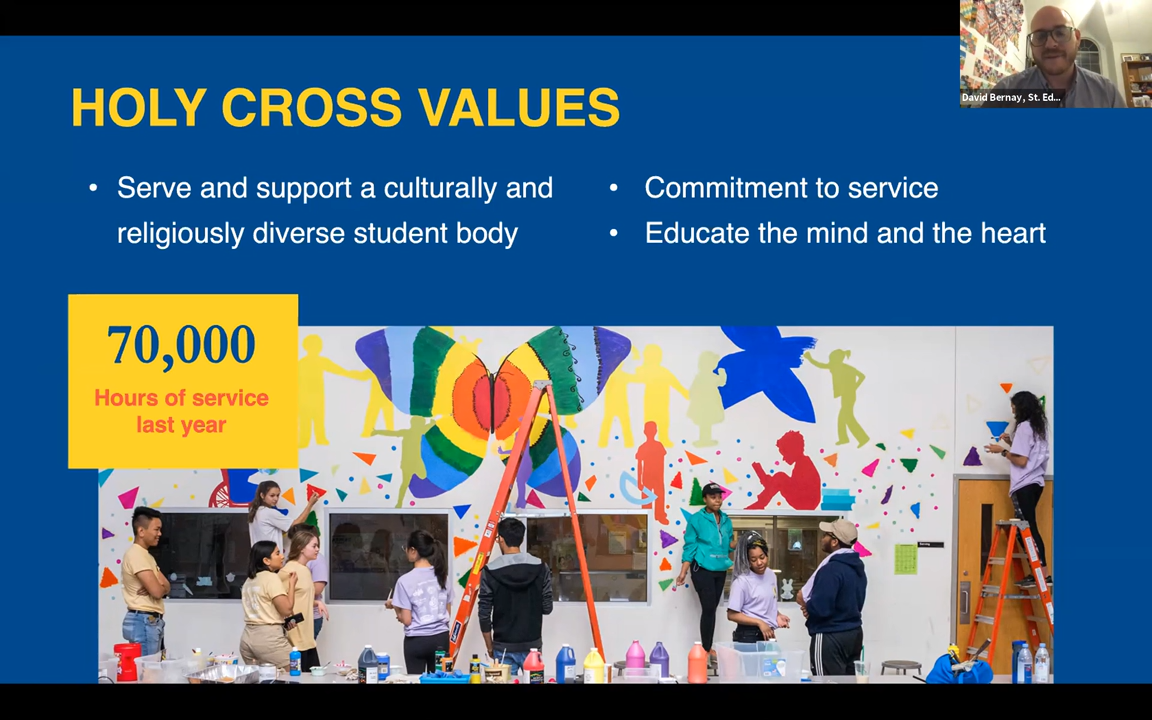 HOLY CROSS VALUES
• Serve and support a culturally and
religiously diverse student body
• Commitment to service
• Educate the mind and the heart
70,000
Hours of service
last year
David Bernay, St. Ed...